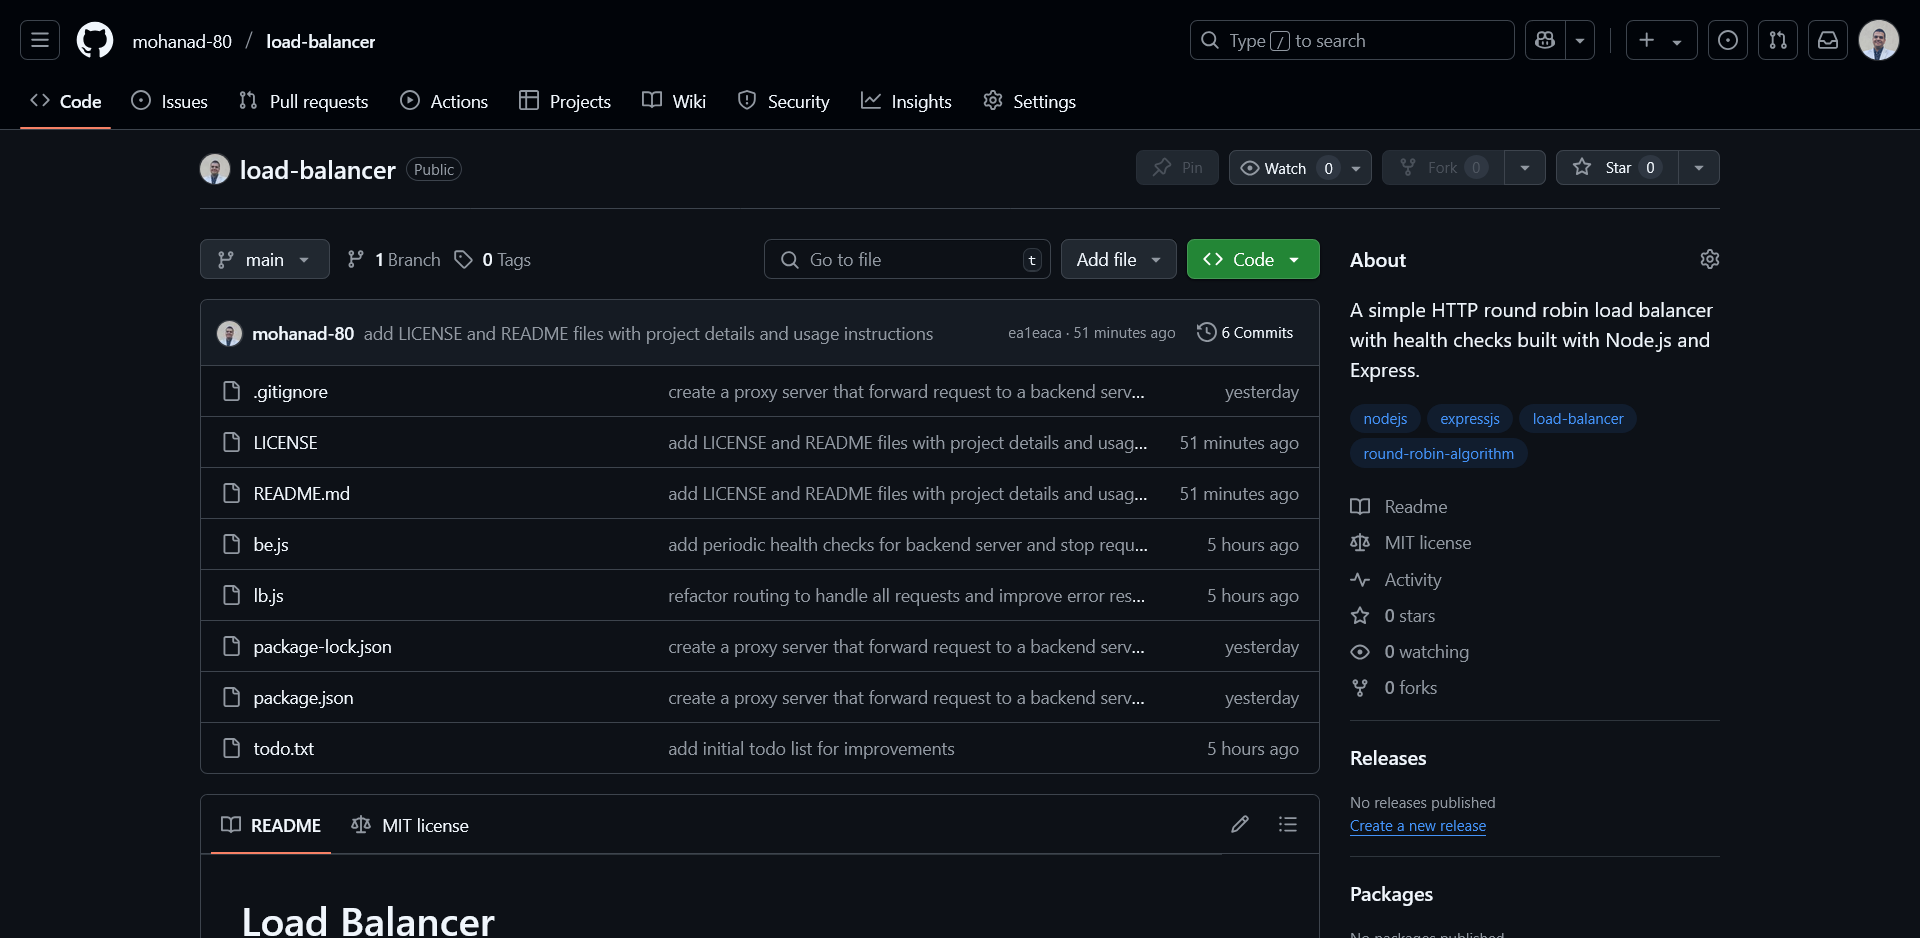 mohanad-80 / load-balancer
Type / to search
Code Issues Pull requests Actions Projects Wiki Security Insights Settings
load-balancer Public
Pin Watch 0 Fork 0 Star 0
main 1 Branch 0 Tags
Go to file t Add file Code
mohanad-80 add LICENSE and README files with project details and usage instructions ea1eaca · 51 minutes ago 6 Commits
.gitignore create a proxy server that forward request to a backend serv... yesterday
LICENSE add LICENSE and README files with project details and usag... 51 minutes ago
README.md add LICENSE and README files with project details and usag... 51 minutes ago
be.js add periodic health checks for backend server and stop requ... 5 hours ago
lb.js refactor routing to handle all requests and improve error res... 5 hours ago
package-lock.json create a proxy server that forward request to a backend serv... yesterday
package.json create a proxy server that forward request to a backend serv... yesterday
todo.txt add initial todo list for improvements 5 hours ago
README MIT license
Load Balancer
About
A simple HTTP round robin load balancer
with health checks built with Node.js and
Express.
nodejs expressjs load-balancer
round-robin-algorithm
Readme
MIT license
Activity
0 stars
0 watching
0 forks
Releases
No releases published
Create a new release
Packages
No packages published